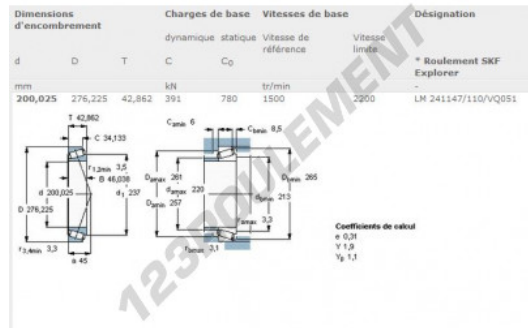 Dimensions d'encombrement Charges de base Vitesses de base Désignation
dynamique statique Vitesse de référence Vitesse limite
d D T C C0 * Roulement SKF Explorer
mm kN tr/min -
200,025 276,225 42,862 391 780 1500 2200 LM 241147/110/VQ051
T 42,862
C 34,133
r1,2min 3,5
B 46,038
d 200,025 d1 237
D 276,225
r3,4min 3,3
a 45
Camin 6 Cbmin 8,5
Damax 261 Dbmin 265
damax 220 dbmin 213
Damin 257
ramax 3,3
rbmax 3,1
Coefficients de calcul
e 0,31
Y 1,9
Y0 1,1
123ROULEMENT